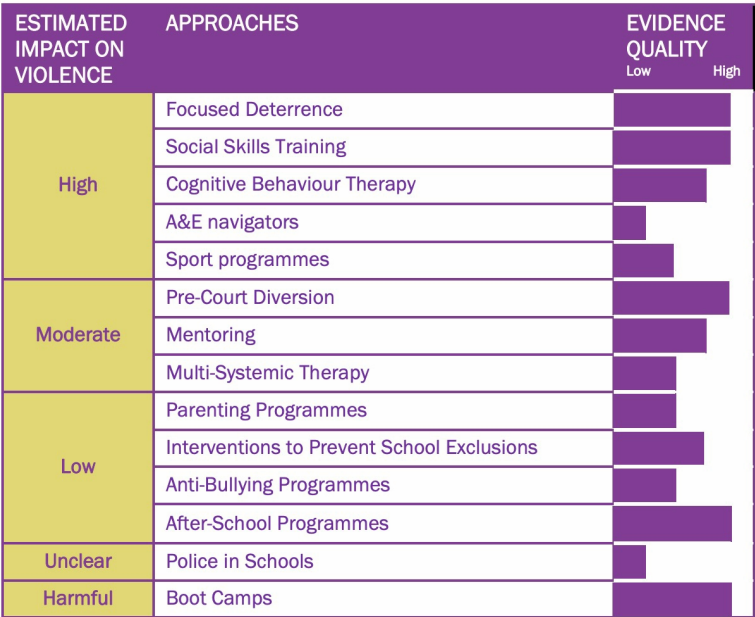 ESTIMATED
IMPACT ON
VIOLENCE
APPROACHES
EVIDENCE
QUALITY
Low High
High
Focused Deterrence
Social Skills Training
Cognitive Behaviour Therapy
A&E navigators
Sport programmes
Moderate
Pre-Court Diversion
Mentoring
Multi-Systemic Therapy
Low
Parenting Programmes
Interventions to Prevent School Exclusions
Anti-Bullying Programmes
After-School Programmes
Unclear
Police in Schools
Harmful
Boot Camps